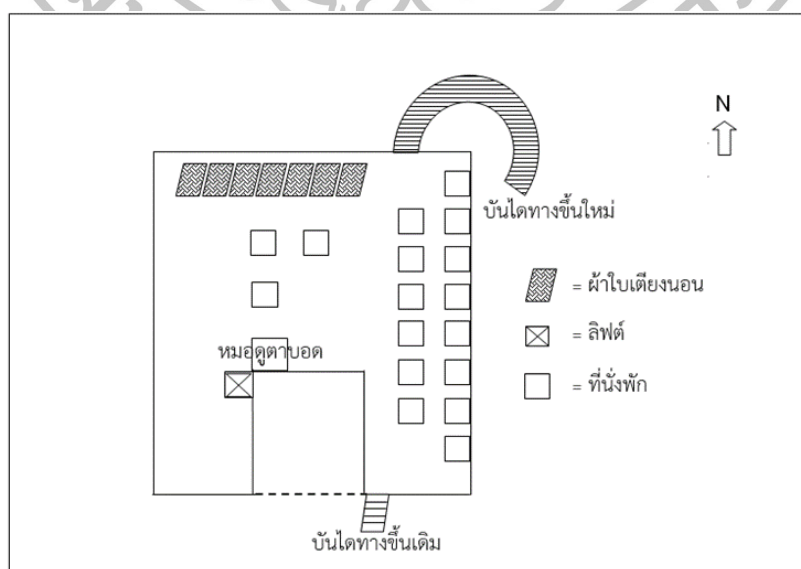 N
บันไดทางขึ้นใหม่
= ผ้าใบเตียงนอน
= ลิฟต์
= ที่นั่งพัก
หมอดูตาบอด
บันไดทางขึ้นเดิม